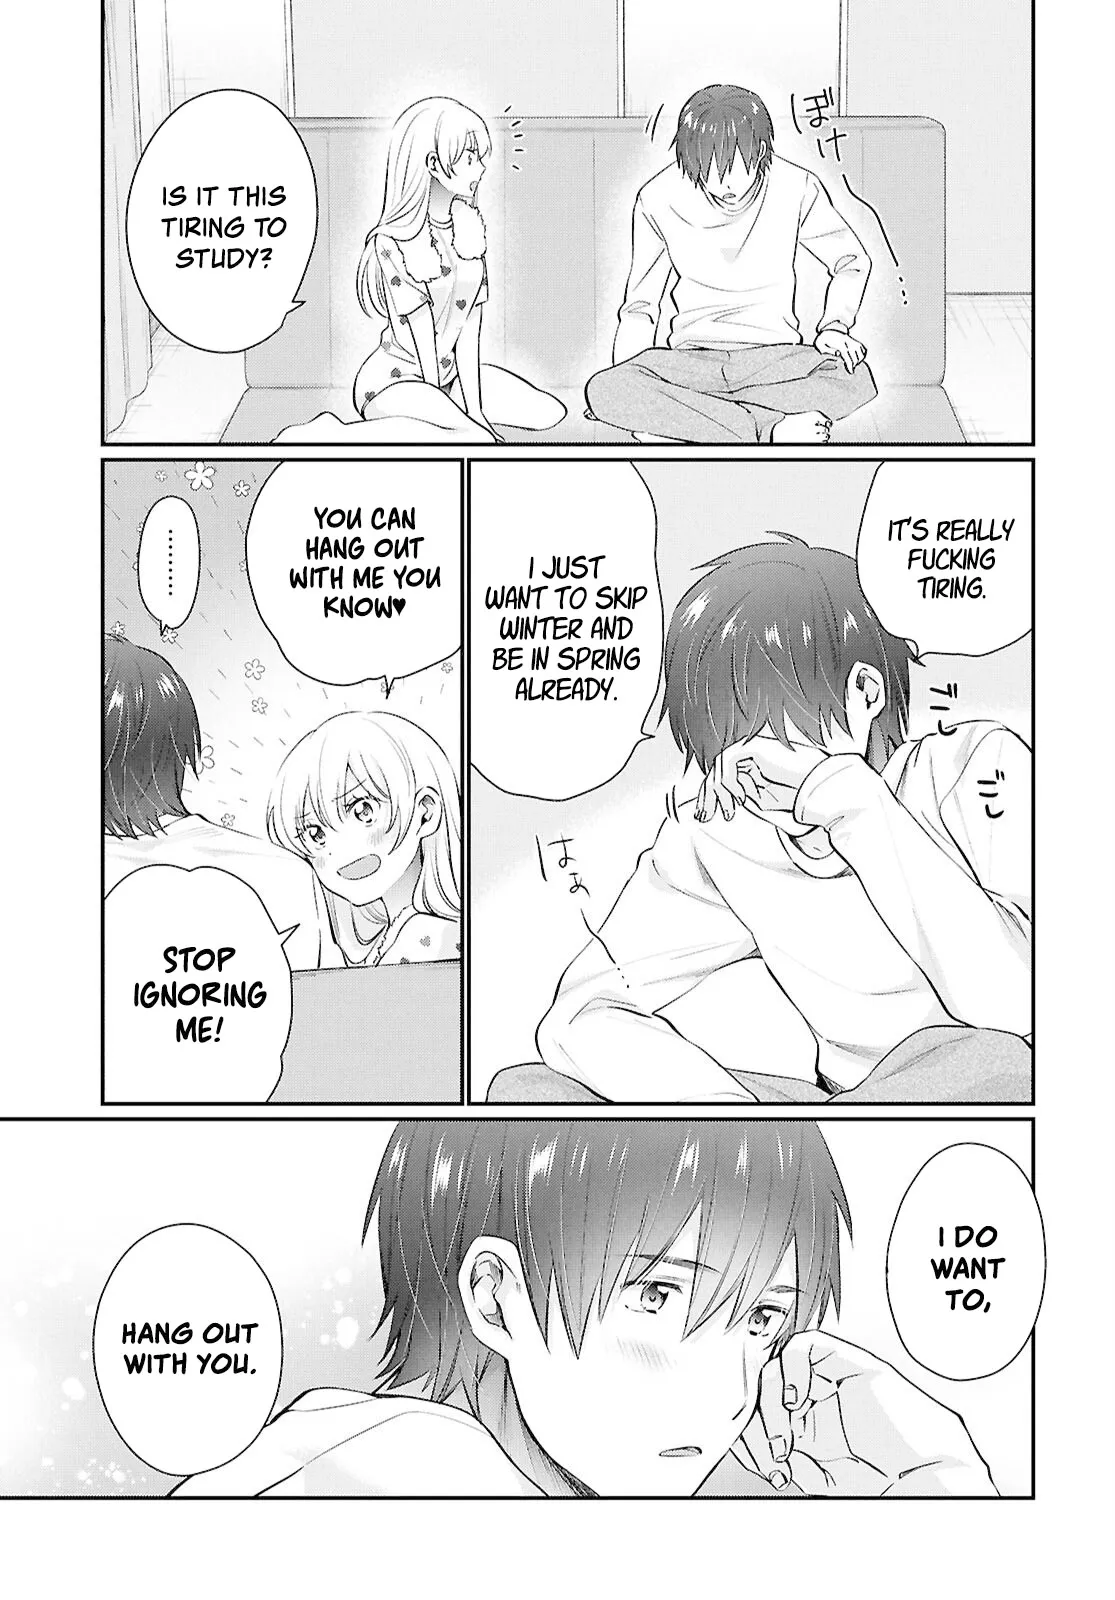 ぼけ
IS IT THIS
TIRING TO
STUDY?
IT'S REALLY
FUCKING
TIRING.
I JUST
WANT TO SKIP
WINTER AND
BE IN SPRING
ALREADY.
はぁ
YOU CAN
HANG OUT
WITH ME YOU
KNOW♥
………
STOP
IGNORING
ME!
I DO
WANT
TO,
HANG OUT
WITH YOU.